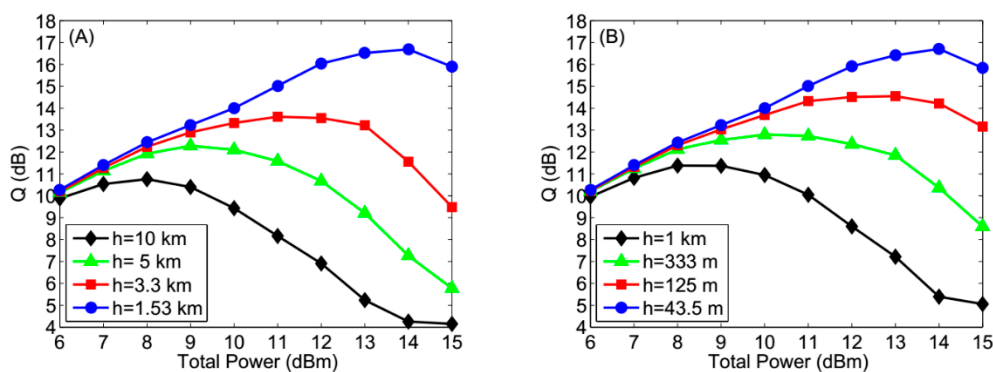 (A)
Q (dB)
18
17
16
15
14
13
12
11
10
9
8
7
6
5
4
h=10 km
h= 5 km
h=3.3 km
h=1.53 km
6 7 8 9 10 11 12 13 14 15
Total Power (dBm)
(B)
Q (dB)
18
17
16
15
14
13
12
11
10
9
8
7
6
5
4
h=1 km
h=333 m
h=125 m
h=43.5 m
6 7 8 9 10 11 12 13 14 15
Total Power (dBm)